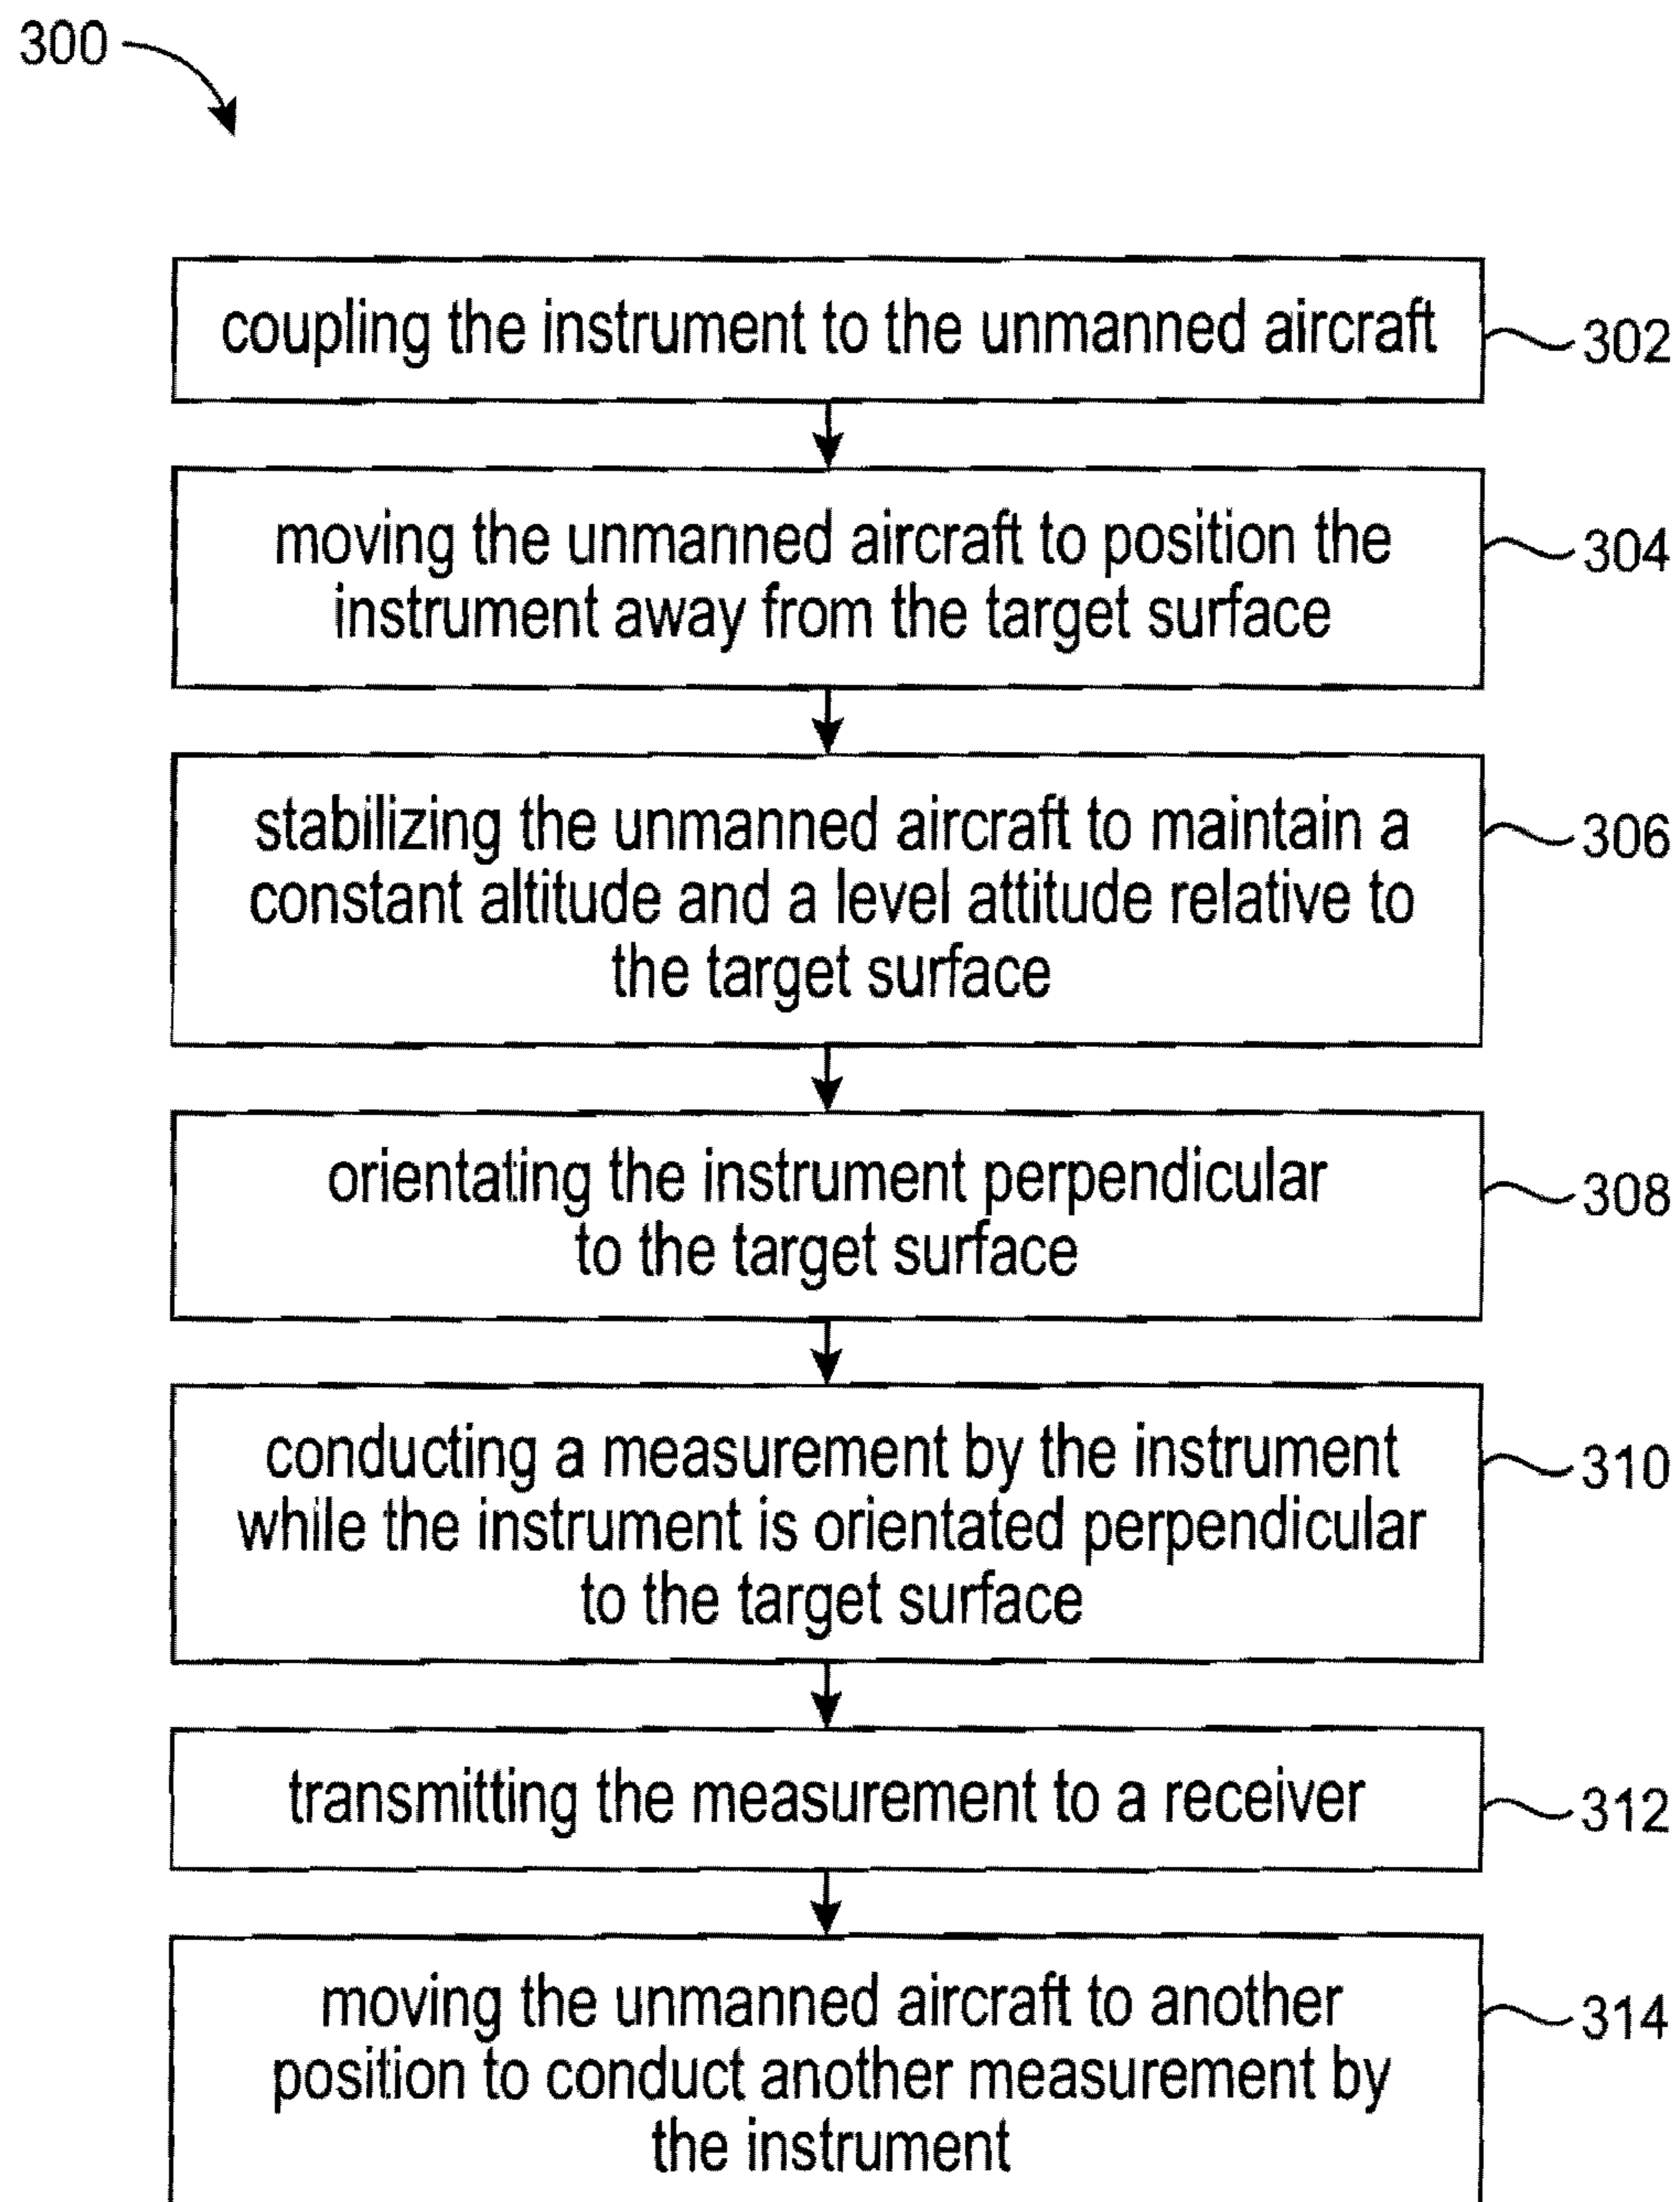 300
coupling the instrument to the unmanned aircraft
302
moving the unmanned aircraft to position the
instrument away from the target surface
304
stabilizing the unmanned aircraft to maintain a
constant altitude and a level attitude relative to
the target surface
306
orientating the instrument perpendicular
to the target surface
308
conducting a measurement by the instrument
while the instrument is orientated perpendicular
to the target surface
310
transmitting the measurement to a receiver
312
moving the unmanned aircraft to another
position to conduct another measurement by
the instrument
314